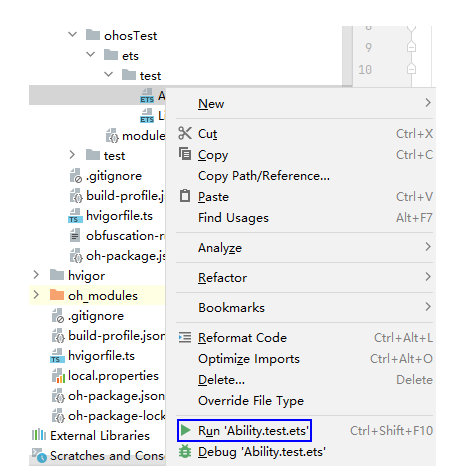 ohosTest
ets
test
A
Li
module
test
.gitignore
build-profile.j
hvigorfile.ts
obfuscation-r
oh-package.js
hvigor
oh_modules
.gitignore
build-profile.json
hvigorfile.ts
local.properties
oh-package.json
oh-package-lock
External Libraries
Scratches and Cons
8
9
10
New
Cut Ctrl+X
Copy Ctrl+C
Copy Path/Reference...
Paste Ctrl+V
Find Usages Alt+F7
Analyze
Refactor
Bookmarks
Reformat Code Ctrl+Alt+L
Optimize Imports Ctrl+Alt+O
Delete... Delete
Override File Type
Run 'Ability.test.ets' Ctrl+Shift+F10
Debug 'Ability.test.ets'